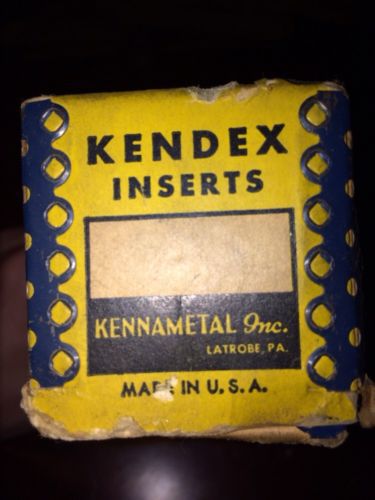 KENDEX
INSERTS
KENNAMETAL Inc.
LATROBE, PA.
MADE IN U.S.A.